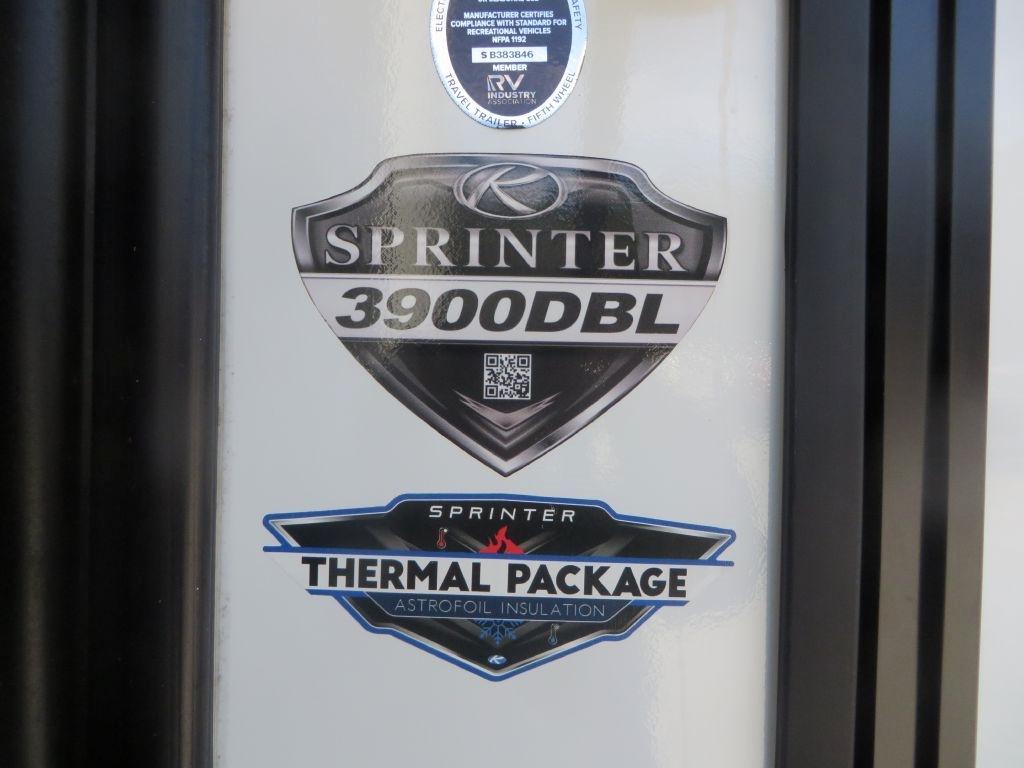 MANUFACTURER CERTIFIES
COMPLIANCE WITH STANDARD FOR
RECREATIONAL VEHICLES
NFPA 1192
S B383846
MEMBER
RV
INDUSTRY
ASSOCIATION
TRAVEL TRAILER · FIFTH WHEEL
K
SPRINTER
3900DBL
SPRINTER
THERMAL PACKAGE
ASTROFOIL INSULATION
K